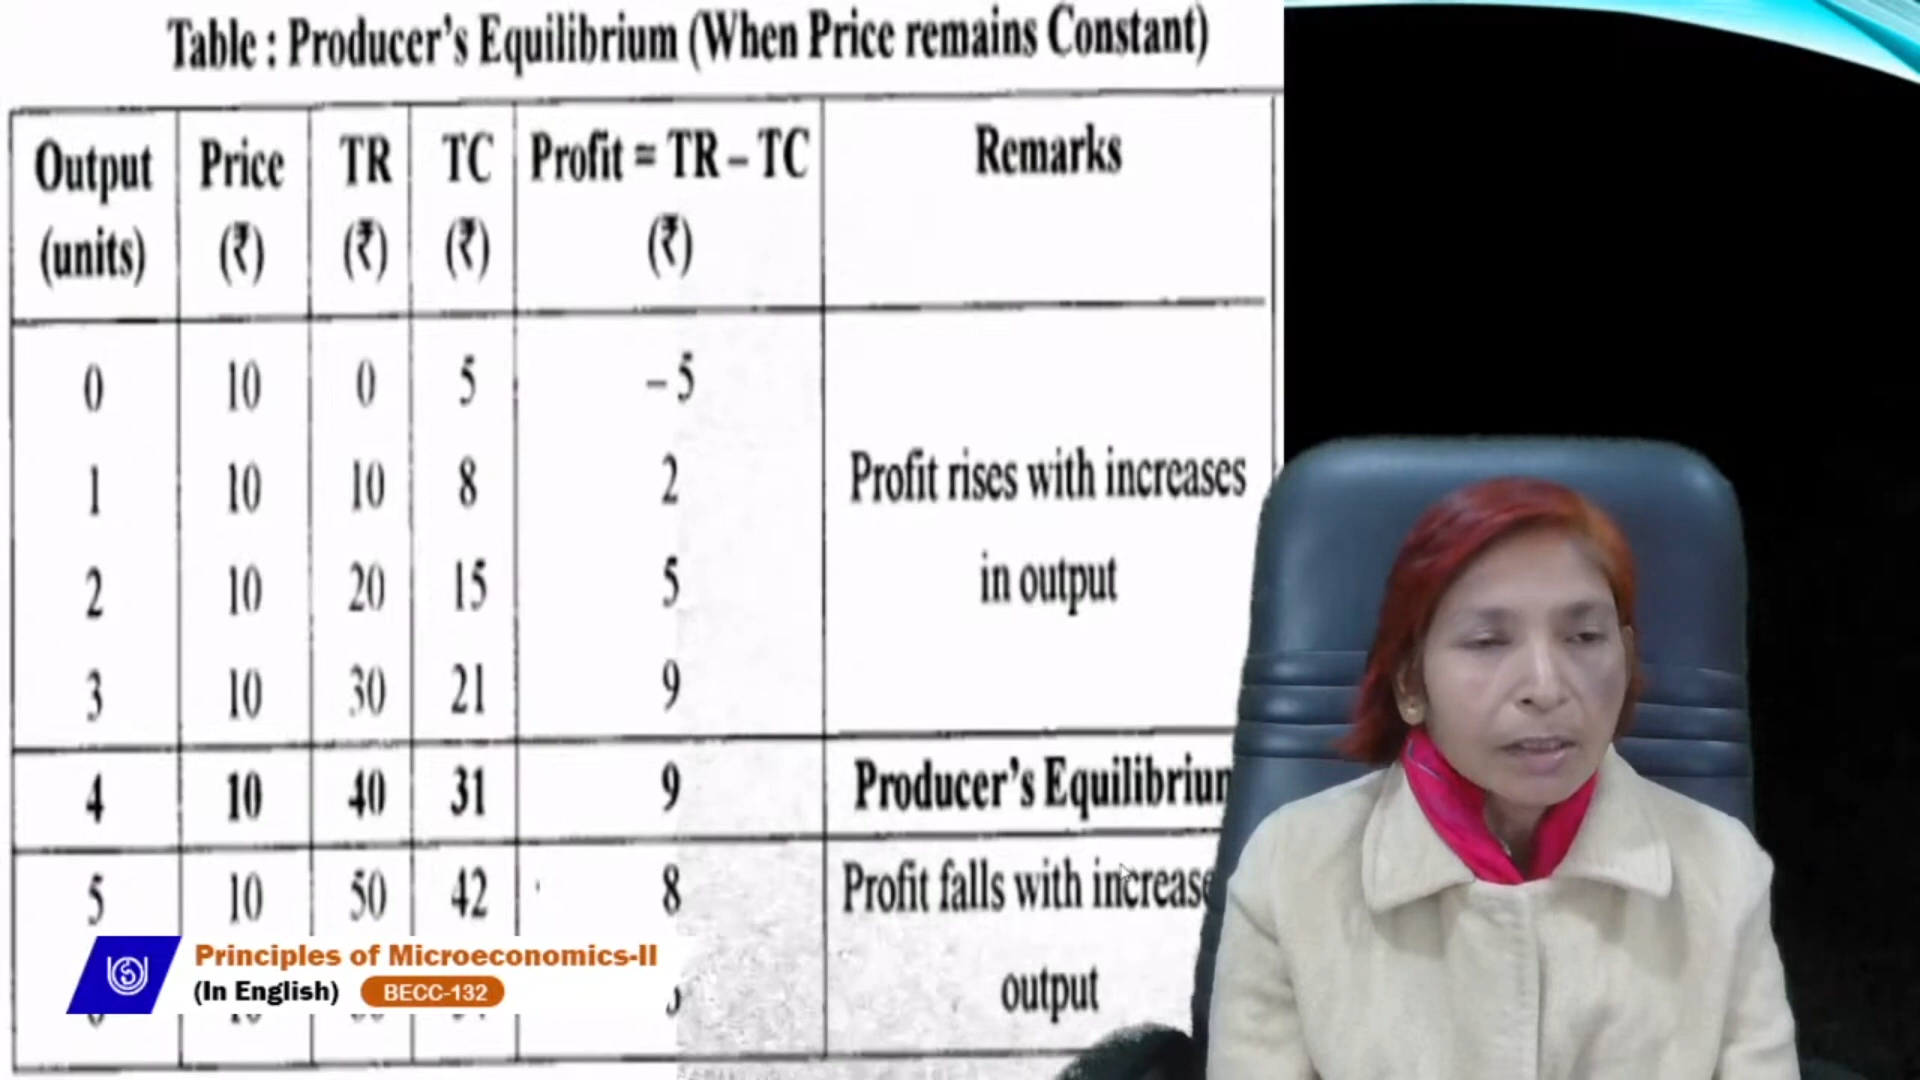 Table : Producer's Equilibrium (When Price remains Constant)
Output (units) Price (₹) TR (₹) TC (₹) Profit = TR – TC (₹) Remarks
0 10 0 5 – 5
1 10 10 8 2 Profit rises with increases
2 10 20 15 5 in output
3 10 30 21 9
4 10 40 31 9 Producer's
5 10 50 42 8 Profit falls with
output
Principles of Microeconomics-II
(In English) BECC-132